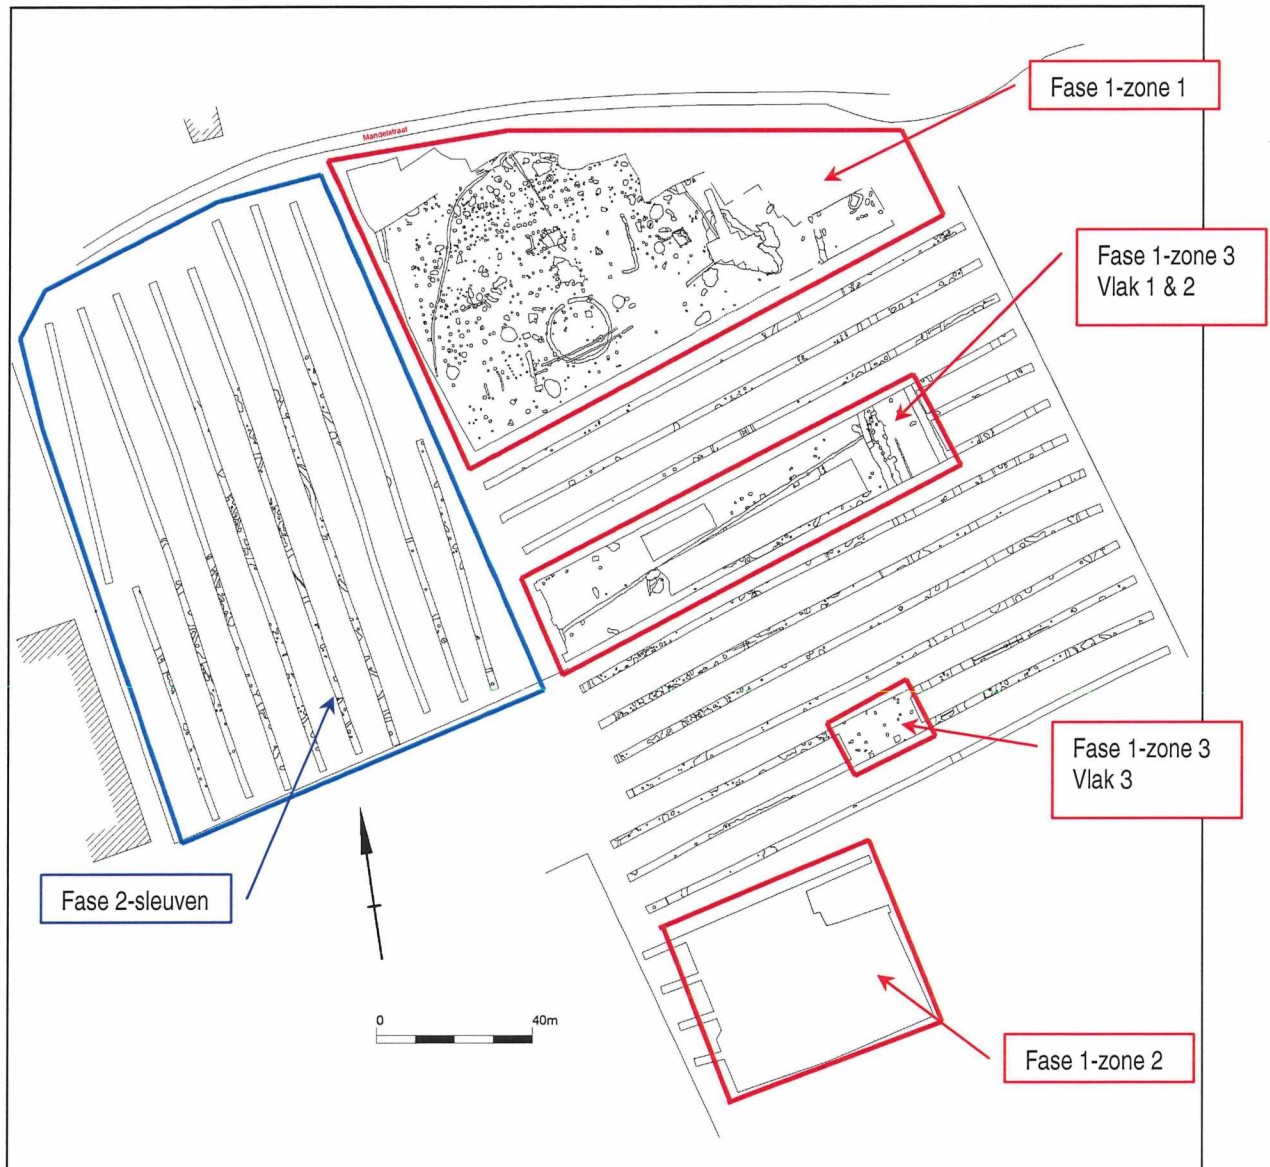 Fase 1-zone 1
Mandelstraat
Fase 1-zone 3
Vlak 1 & 2
Fase 1-zone 3
Vlak 3
Fase 2-sleuven
0 40m
Fase 1-zone 2